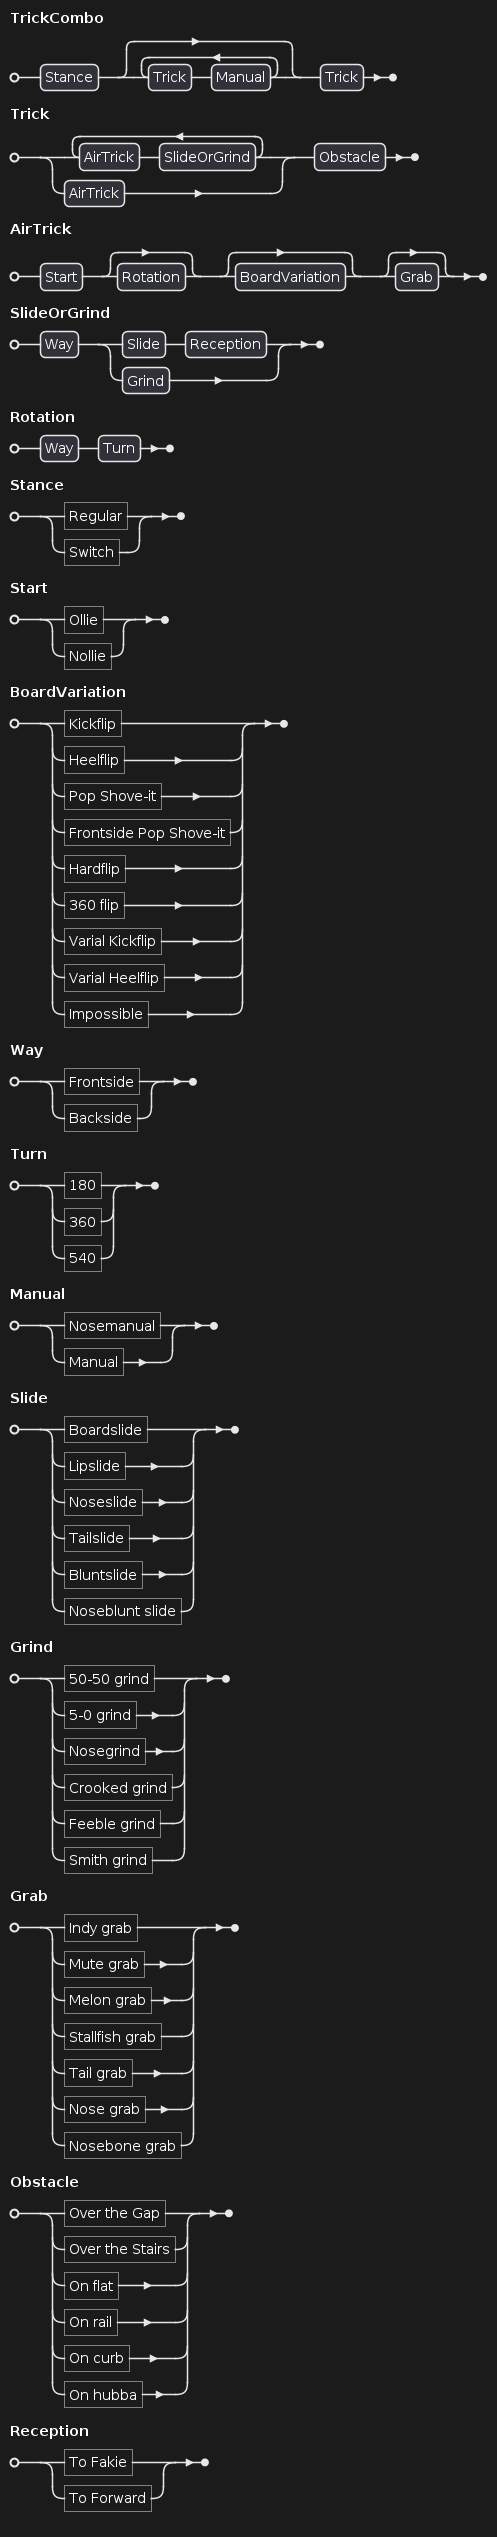 TrickCombo
Stance Trick Manual Trick
Trick
AirTrick SlideOrGrind Obstacle
AirTrick
AirTrick
Start Rotation BoardVariation Grab
SlideOrGrind
Way Slide Reception
Grind
Rotation
Way Turn
Stance
Regular
Switch
Start
Ollie
Nollie
BoardVariation
Kickflip
Heelflip
Pop Shove-it
Frontside Pop Shove-it
Hardflip
360 flip
Varial Kickflip
Varial Heelflip
Impossible
Way
Frontside
Backside
Turn
180
360
540
Manual
Nosemanual
Manual
Slide
Boardslide
Lipslide
Noseslide
Tailslide
Bluntslide
Noseblunt slide
Grind
50-50 grind
5-0 grind
Nosegrind
Crooked grind
Feeble grind
Smith grind
Grab
Indy grab
Mute grab
Melon grab
Stallfish grab
Tail grab
Nose grab
Nosebone grab
Obstacle
Over the Gap
Over the Stairs
On flat
On rail
On curb
On hubba
Reception
To Fakie
To Forward